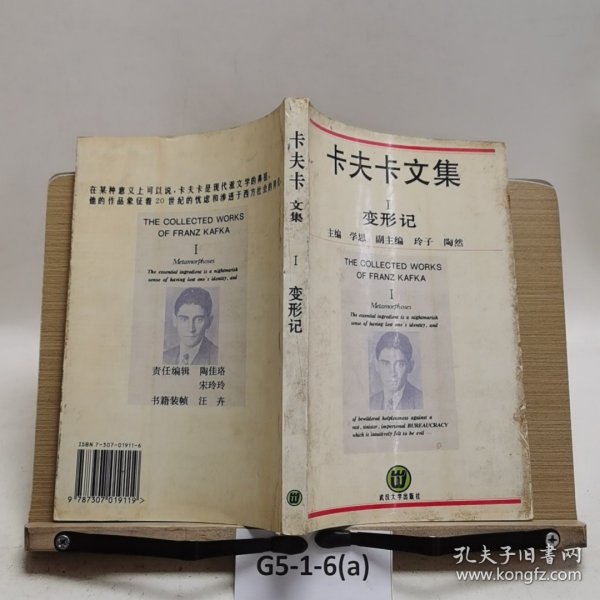 在某种意义上可以说，卡夫卡是现代派文学的鼻祖，
他的作品象征着20世纪的忧虑和渗透于西方社会的
THE COLLECTED WORKS
OF FRANZ KAFKA
I
Metamorphoses
The essential ingredient is a nightmarish
sense of having lost one's identity, and
责任编辑 陶佳珞
宋玲玲
书籍装帧 汪卉
ISBN 7-307-01911-6
9 787307 019119 >
卡夫卡
文集
I
变形记
卡夫卡文集
I
变形记
主编 学思 副主编 玲子 陶然
THE COLLECTED WORKS
OF FRANZ KAFKA
I
Metamorphoses
The essential ingredient is a nightmarish
sense of having lost one's identity, and
of bewildered helplessness against a
vast, sinister, impersonal BUREAUCRACY
which is intuitively felt to be evil
武汉大学出版社
G5-1-6(a)
孔夫子旧书网
www.kongfz.com